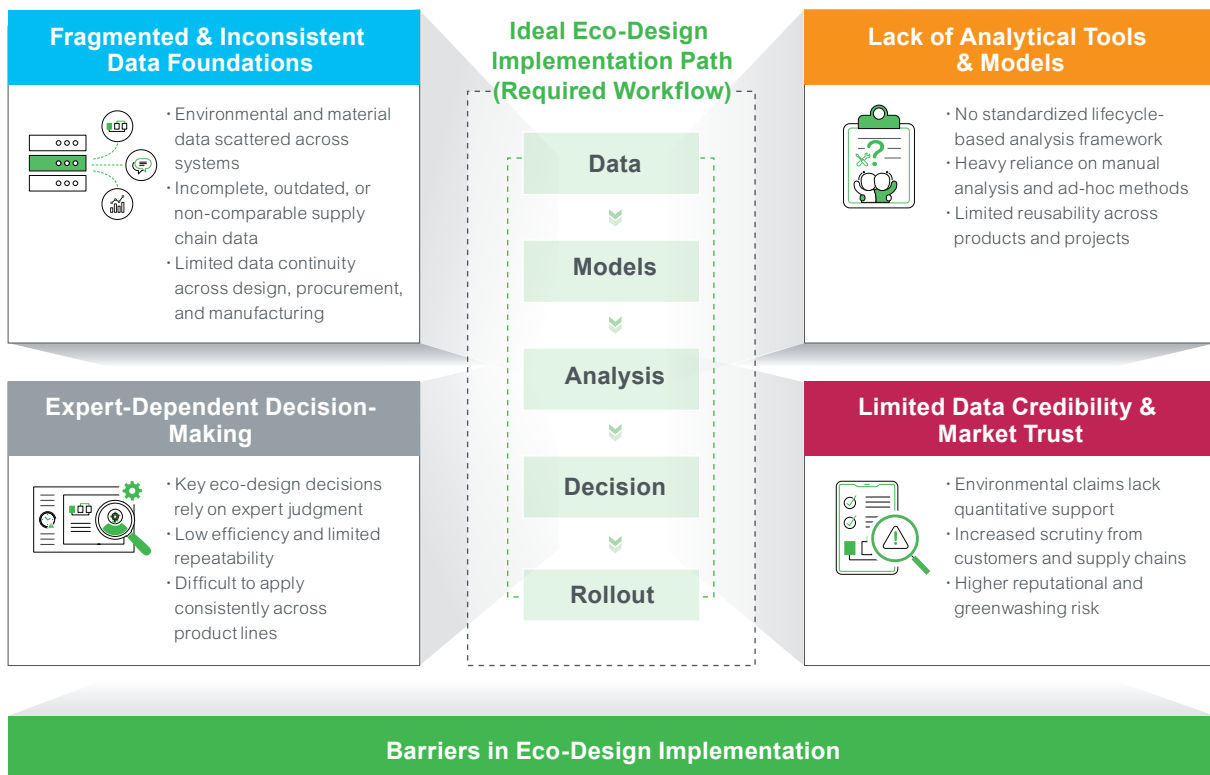 Fragmented & Inconsistent
Data Foundations
· Environmental and material
data scattered across
systems
· Incomplete, outdated, or
non-comparable supply
chain data
· Limited data continuity
across design, procurement,
and manufacturing
Ideal Eco-Design
Implementation Path
(Required Workflow)
Data
Models
Analysis
Decision
Rollout
Lack of Analytical Tools
& Models
· No standardized lifecycle-
based analysis framework
· Heavy reliance on manual
analysis and ad-hoc methods
· Limited reusability across
products and projects
Expert-Dependent Decision-
Making
· Key eco-design decisions
rely on expert judgment
· Low efficiency and limited
repeatability
· Difficult to apply
consistently across
product lines
Limited Data Credibility &
Market Trust
· Environmental claims lack
quantitative support
· Increased scrutiny from
customers and supply chains
· Higher reputational and
greenwashing risk
Barriers in Eco-Design Implementation